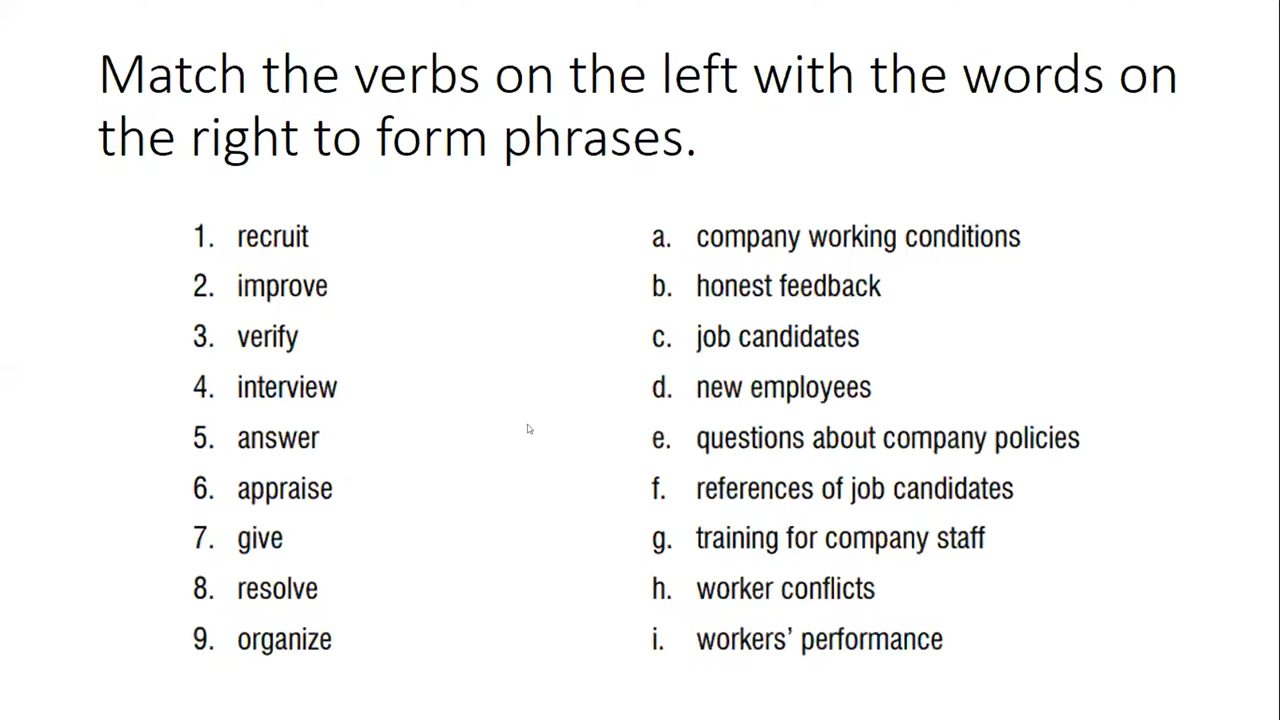 Match the verbs on the left with the words on
the right to form phrases.
1. recruit
2. improve
3. verify
4. interview
5. answer
6. appraise
7. give
8. resolve
9. organize
a. company working conditions
b. honest feedback
c. job candidates
d. new employees
e. questions about company policies
f. references of job candidates
g. training for company staff
h. worker conflicts
i. workers’ performance